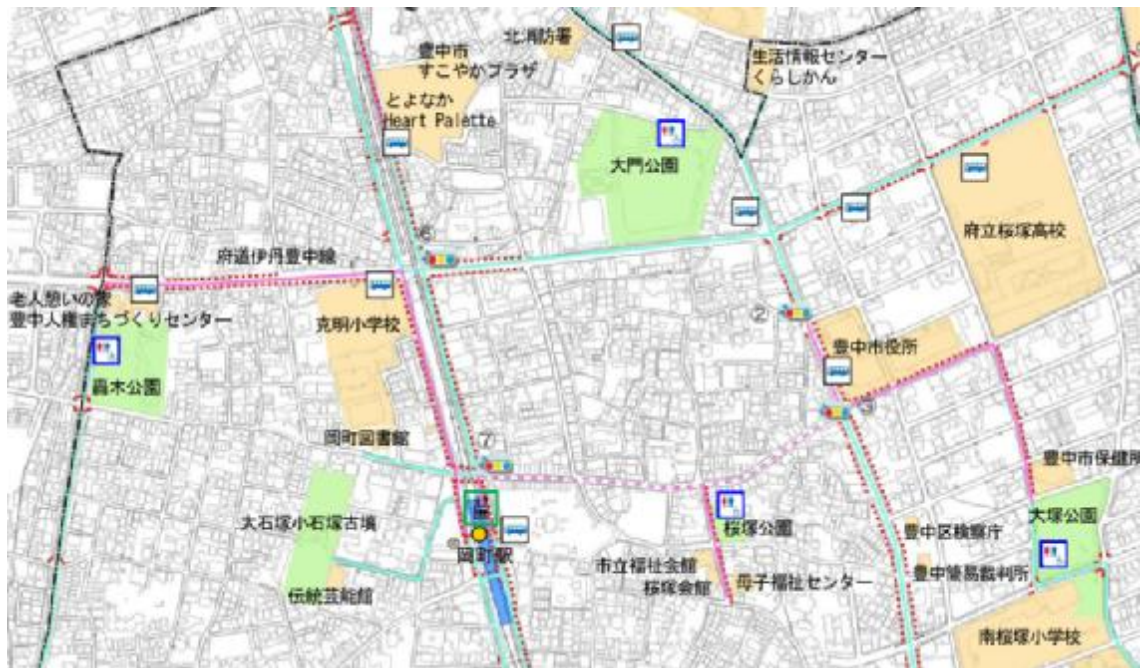 北消防署
豊中市
すこやかプラザ
生活情報センター
くらしかん
とよなか
Heart Palette
大門公園
府立桜塚高校
⑥
府道伊丹豊中線
老人憩いの家
豊中人権まちづくりセンター
克明小学校
②
豊中市役所
③
公園
岡町図書館
⑦
豊中市保健所
大石塚小石塚古墳
桜塚公園
大塚公園
岡町駅
豊中区検察庁
市立福祉会館
桜塚会館
母子福祉センター
豊中簡易裁判所
伝統芸能館
南桜塚小学校